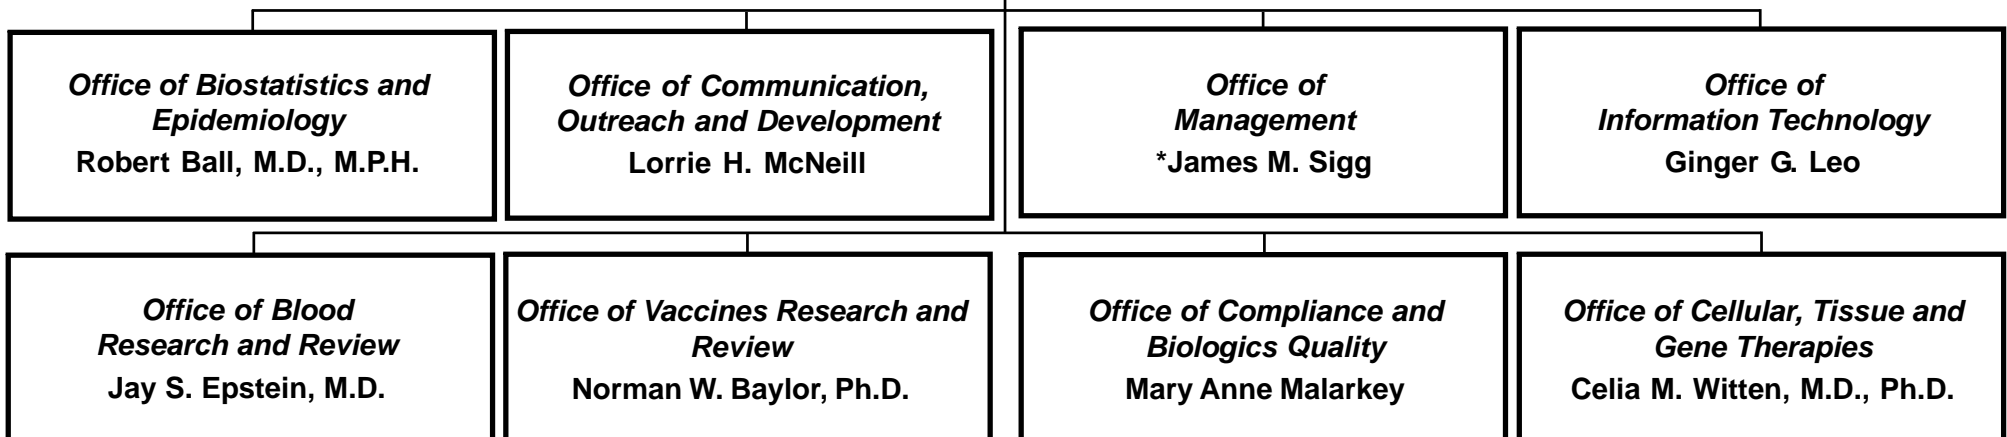 Office of Biostatistics and
Epidemiology
Robert Ball, M.D., M.P.H.
Office of Communication,
Outreach and Development
Lorrie H. McNeill
Office of
Management
*James M. Sigg
Office of
Information Technology
Ginger G. Leo
Office of Blood
Research and Review
Jay S. Epstein, M.D.
Office of Vaccines Research and
Review
Norman W. Baylor, Ph.D.
Office of Compliance and
Biologics Quality
Mary Anne Malarkey
Office of Cellular, Tissue and
Gene Therapies
Celia M. Witten, M.D., Ph.D.